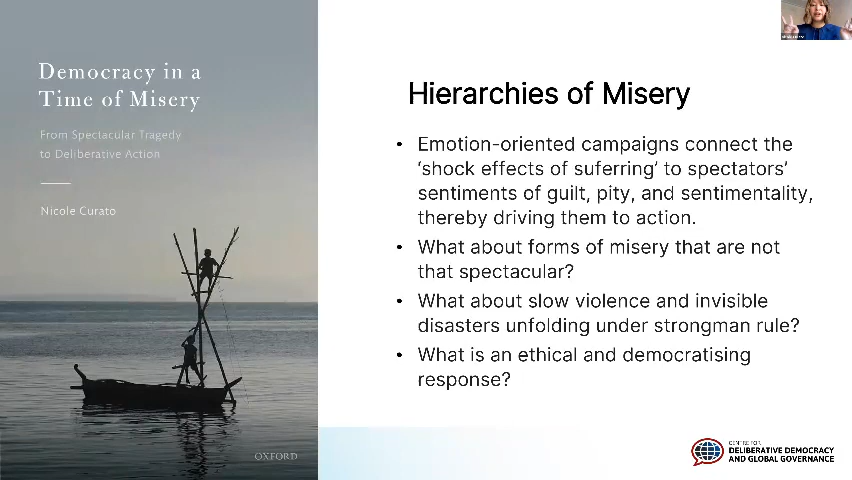 Democracy in a
Time of Misery
From Spectacular Tragedy
to Deliberative Action
Nicole Curato
OXFORD
Hierarchies of Misery
• Emotion-oriented campaigns connect the
‘shock effects of suferring’ to spectators’
sentiments of guilt, pity, and sentimentality,
thereby driving them to action.
• What about forms of misery that are not
that spectacular?
• What about slow violence and invisible
disasters unfolding under strongman rule?
• What is an ethical and democratising
response?
CENTRE FOR
DELIBERATIVE DEMOCRACY
AND GLOBAL GOVERNANCE